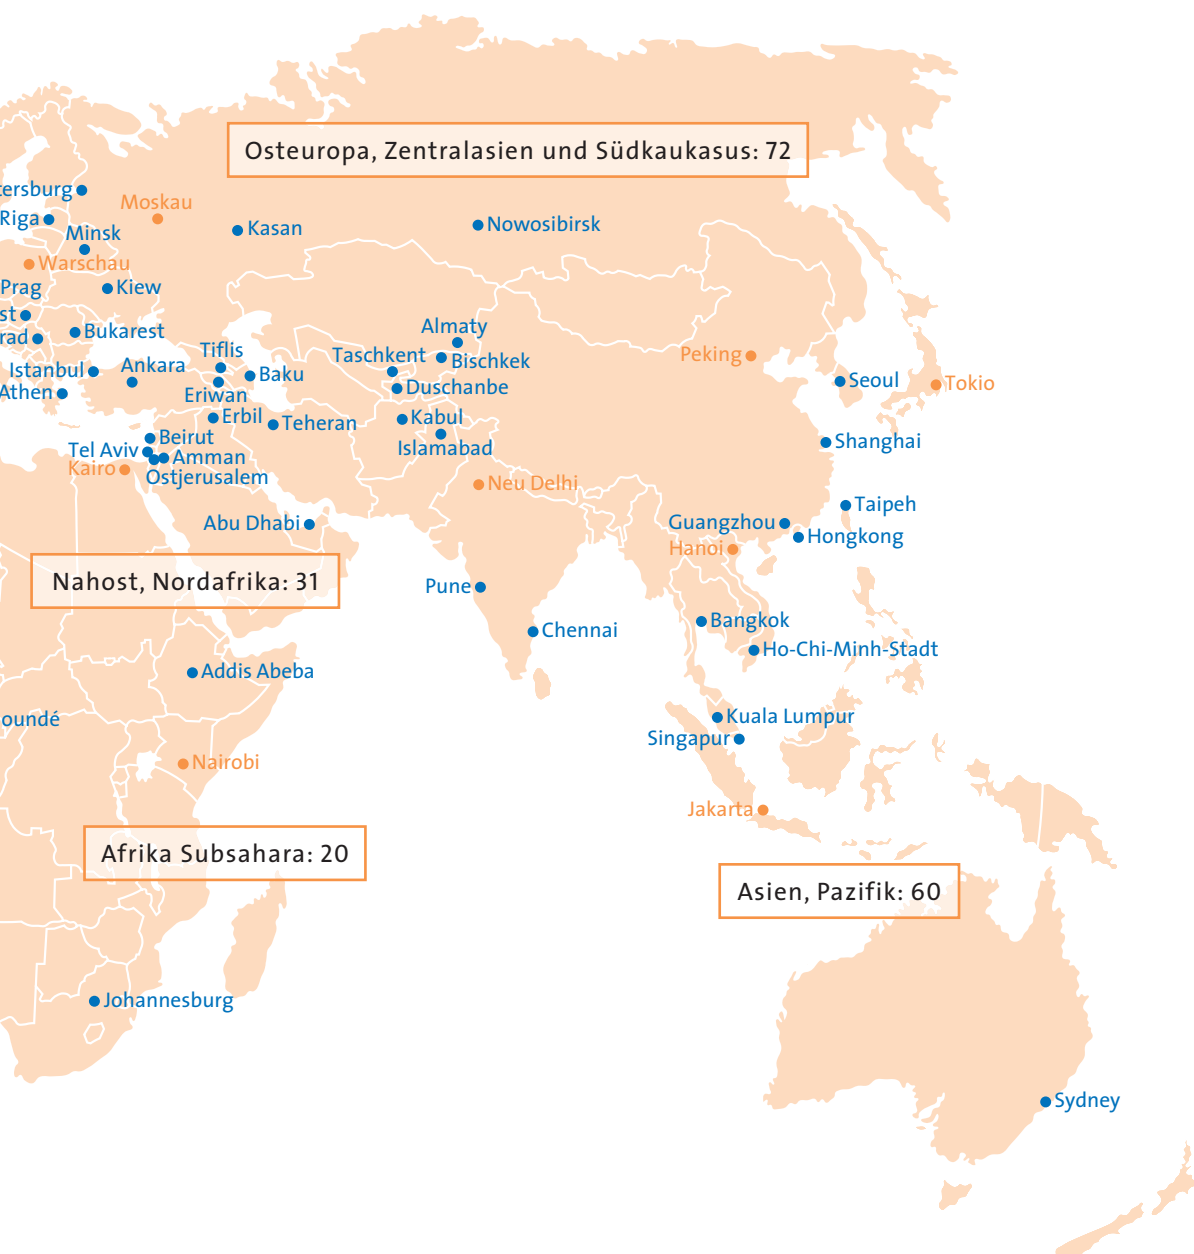 Osteuropa, Zentralasien und Südkaukasus: 72
ersburg
Moskau
Riga
Kasan
Nowosibirsk
Minsk
Warschau
Prag
Kiew
st
Bukarest
rad
Almaty
Tiflis
Taschkent
Bischkek
Peking
Istanbul
Ankara
Baku
Seoul
Tokio
Athen
Eriwan
Duschanbe
Erbil
Teheran
Kabul
Beirut
Shanghai
Tel Aviv
Islamabad
Amman
Kairo
Ostjerusalem
Neu Delhi
Taipeh
Abu Dhabi
Guangzhou
Hongkong
Hanoi
Nahost, Nordafrika: 31
Pune
Bangkok
Chennai
Ho-Chi-Minh-Stadt
Addis Abeba
oundé
Kuala Lumpur
Singapur
Nairobi
Jakarta
Afrika Subsahara: 20
Asien, Pazifik: 60
Johannesburg
Sydney